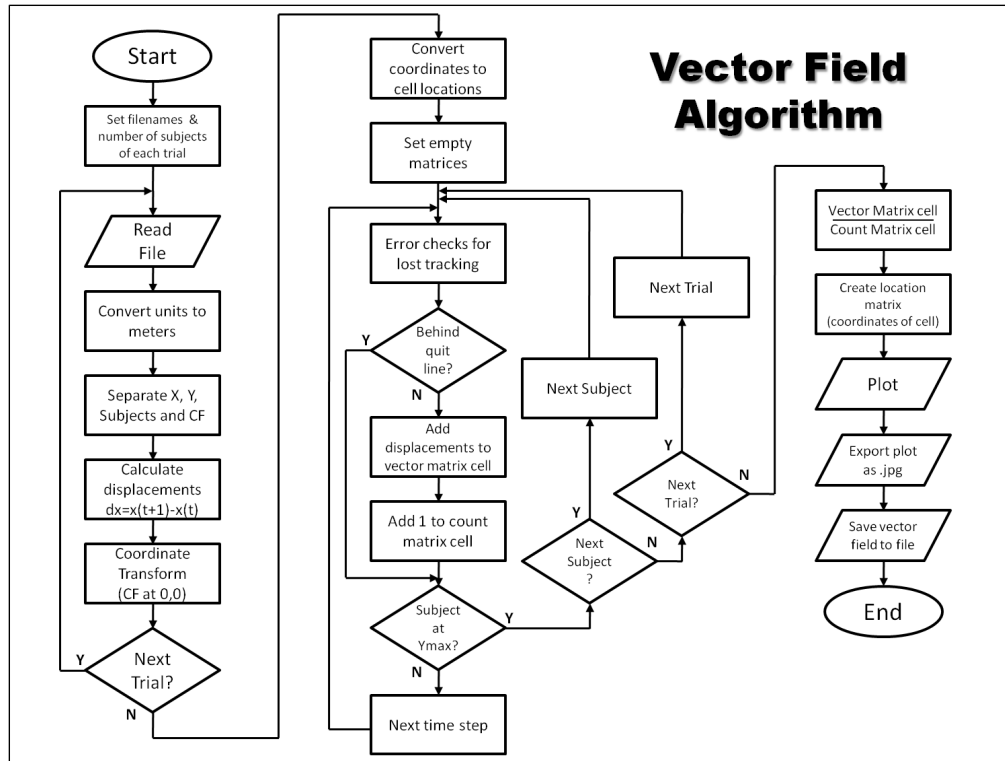 Vector Field
Algorithm
Start
Set filenames &
number of subjects
of each trial
Read
File
Convert units to
meters
Separate X, Y,
Subjects and CF
Calculate
displacements
dx=x(t+1)-x(t)
Coordinate
Transform
(CF at 0,0)
Y
Next
Trial?
N
Convert
coordinates to
cell locations
Set empty
matrices
Error checks for
lost tracking
Y
Behind
quit
line?
N
Add
displacements to
vector matrix cell
Add 1 to count
matrix cell
Subject
at
Ymax?
Y
N
Next time step
Next Subject
Y
Next
Subject
?
N
Next Trial
Y
Next
Trial?
N
Vector Matrix cell
Count Matrix cell
Create location
matrix
(coordinates of cell)
Plot
Export plot
as .jpg
Save vector
field to file
End